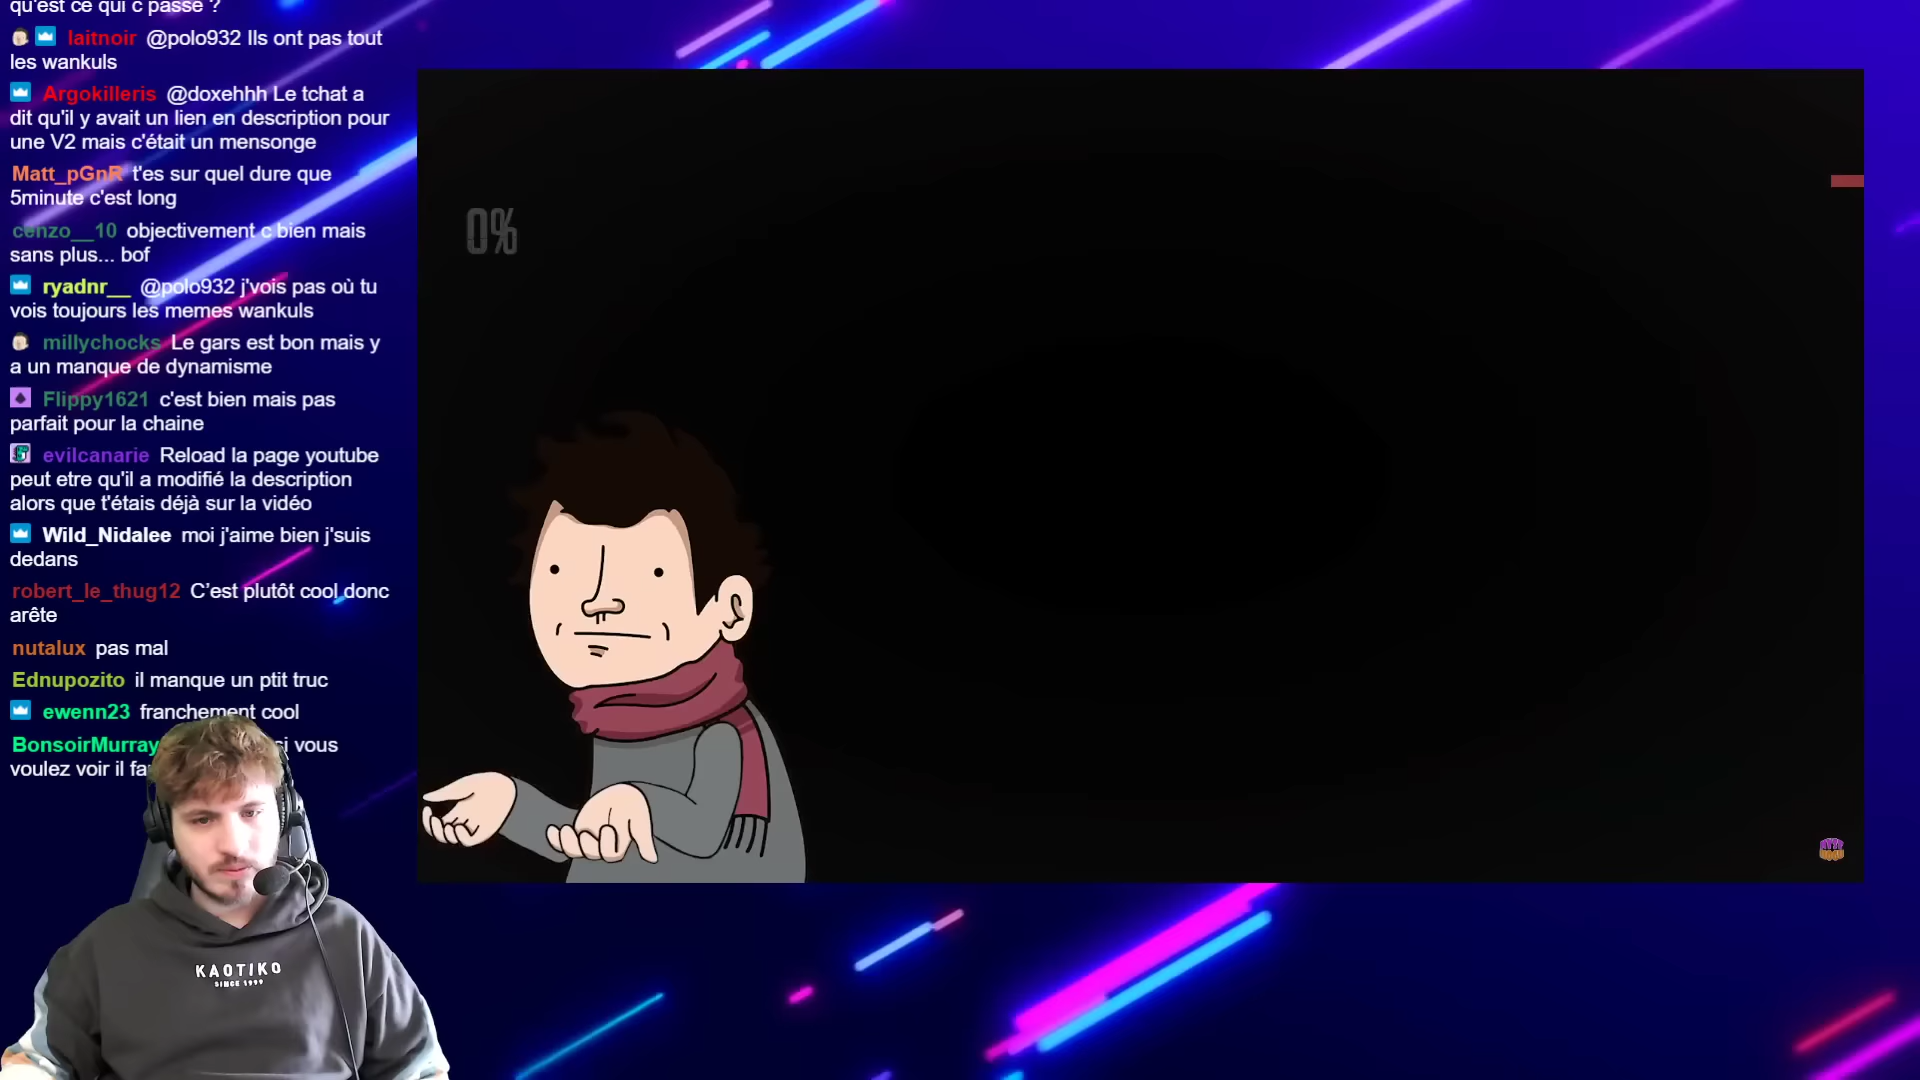 qu'est ce qui c passe ?
laitnoir @polo932 Ils ont pas tout
les wankuls
Argokilleris @doxehhh Le tchat a
dit qu'il y avait un lien en description pour
une V2 mais c'était un mensonge
Matt_pGnR t'es sur quel dure que
5minute c'est long
cenzo__10 objectivement c bien mais
sans plus... bof
ryadnr__ @polo932 j'vois pas où tu
vois toujours les memes wankuls
millychocks Le gars est bon mais y
a un manque de dynamisme
Flippy1621 c'est bien mais pas
parfait pour la chaine
evilcanarie Reload la page youtube
peut etre qu'il a modifié la description
alors que t'étais déjà sur la vidéo
Wild_Nidalee moi j'aime bien j'suis
dedans
robert_le_thug12 C'est plutôt cool donc
arête
nutalux pas mal
Ednupozito il manque un ptit truc
ewenn23 franchement cool
BonsoirMurray si vous
voulez voir il fa
0%
KAOTIKO
SINCE 1999